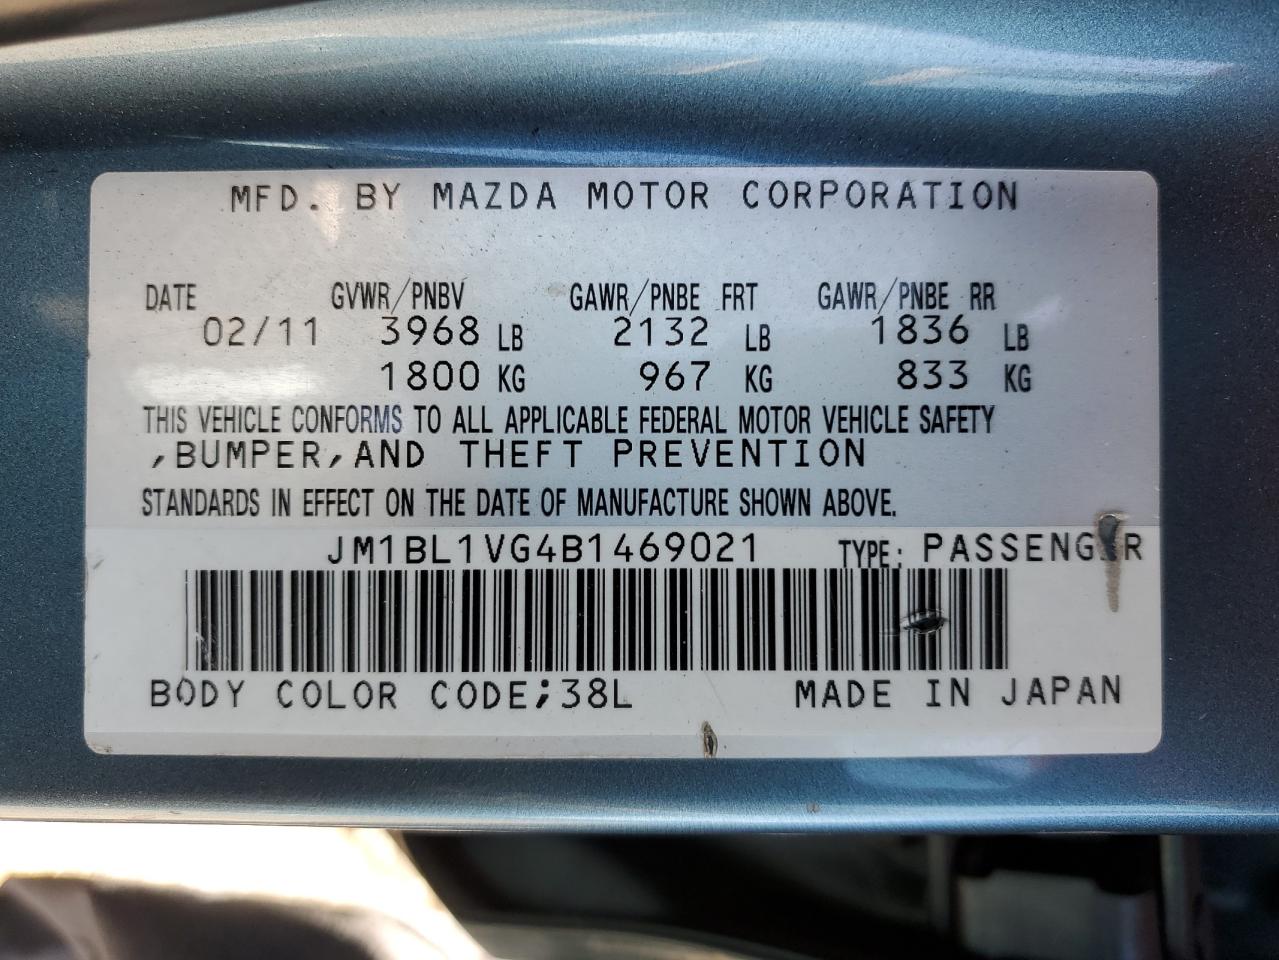 MFD. BY MAZDA MOTOR CORPORATION
DATE GVWR/PNBV GAWR/PNBE FRT GAWR/PNBE RR
02/11 3968 LB 2132 LB 1836 LB
1800 KG 967 KG 833 KG
THIS VEHICLE CONFORMS TO ALL APPLICABLE FEDERAL MOTOR VEHICLE SAFETY
,BUMPER,AND THEFT PREVENTION
STANDARDS IN EFFECT ON THE DATE OF MANUFACTURE SHOWN ABOVE.
JM1BL1VG4B1469021 TYPE: PASSENGER
BODY COLOR CODE;38L MADE IN JAPAN